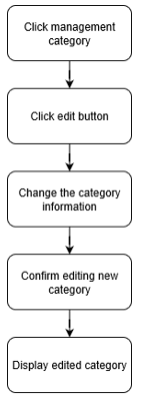 Click management
category
Click edit button
Change the category
information
Confirm editing new
category
Display edited category